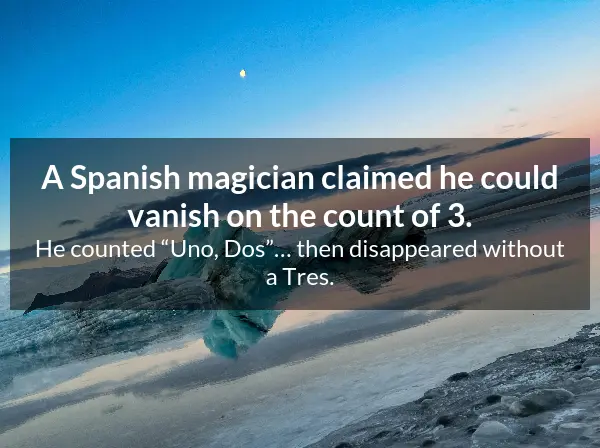 A Spanish magician claimed he could
vanish on the count of 3.
He counted “Uno, Dos”... then disappeared without
a Tres.